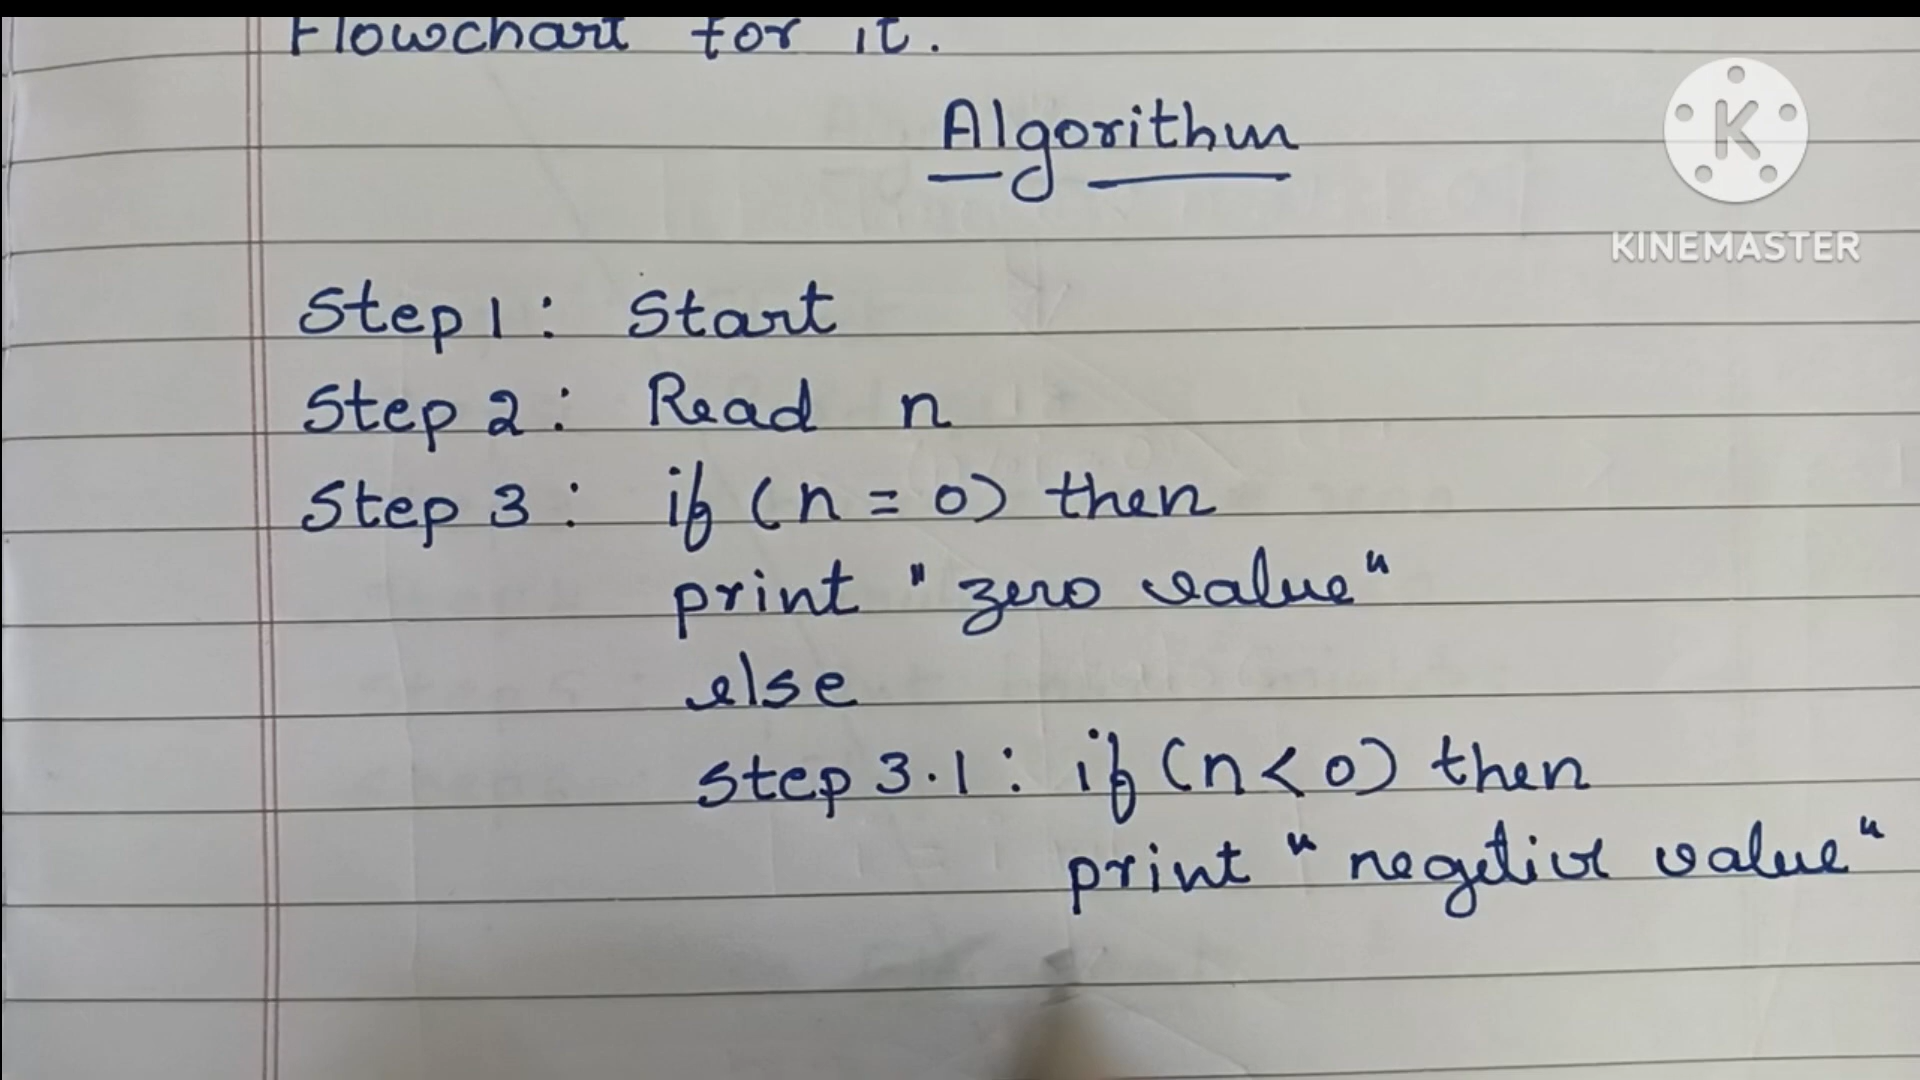 Flowchart for it.
Algorithm
K
KINEMASTER
Step 1: Start
Step 2: Read n
Step 3: if (n = 0) then
print "zero value"
else
step 3.1: if (n < 0) then
print "negetive value"